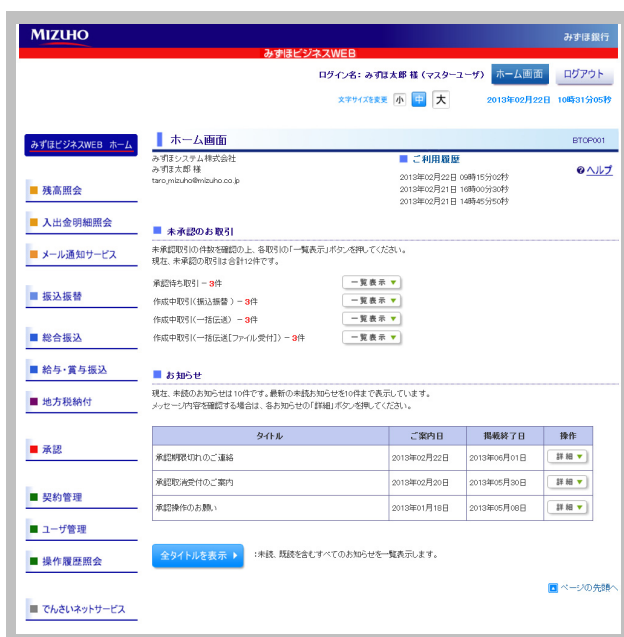 MIZUHO
みずほ銀行
みずほビジネスWEB
ログイン名：みずほ太郎 様（マスターユーザ） ホーム画面 ログアウト
文字サイズを変更 小 中 大 2013年02月22日 10時31分05秒
みずほビジネスWEB ホーム
残高照会
入出金明細照会
メール通知サービス
振込振替
総合振込
給与・賞与振込
地方税納付
承認
契約管理
ユーザ管理
操作履歴照会
でんさいネットサービス
ホーム画面 BTOP001
みずほシステム株式会社
みずほ太郎 様
taro_mizuho@mizuho.co.jp
ご利用履歴
2013年02月22日 09時15分02秒
2013年02月21日 16時00分30秒
2013年02月21日 14時45分50秒
ヘルプ
未承認のお取引
未承認取引の件数を確認の上、各取引の「一覧表示」ボタンを押してください。
現在、未承認の取引は合計12件です。
承認待ち取引 － 3件 一覧表示 ▼
作成中取引（振込振替） － 3件 一覧表示 ▼
作成中取引（一括伝送） － 3件 一覧表示 ▼
作成中取引（一括伝送［ファイル受付］） － 3件 一覧表示 ▼
お知らせ
現在、未読のお知らせは10件です。最新の未読お知らせを10件まで表示しています。
メッセージ内容を確認する場合は、各お知らせの「詳細」ボタンを押してください。
タイトル ご案内日 掲載終了日 操作
承認期限切れのご連絡 2013年02月22日 2013年06月01日 詳細 ▼
承認取消受付のご案内 2013年02月20日 2013年05月30日 詳細 ▼
承認操作のお願い 2013年01月18日 2013年05月08日 詳細 ▼
全タイトルを表示 ：未読、既読を含むすべてのお知らせを一覧表示します。
ページの先頭へ